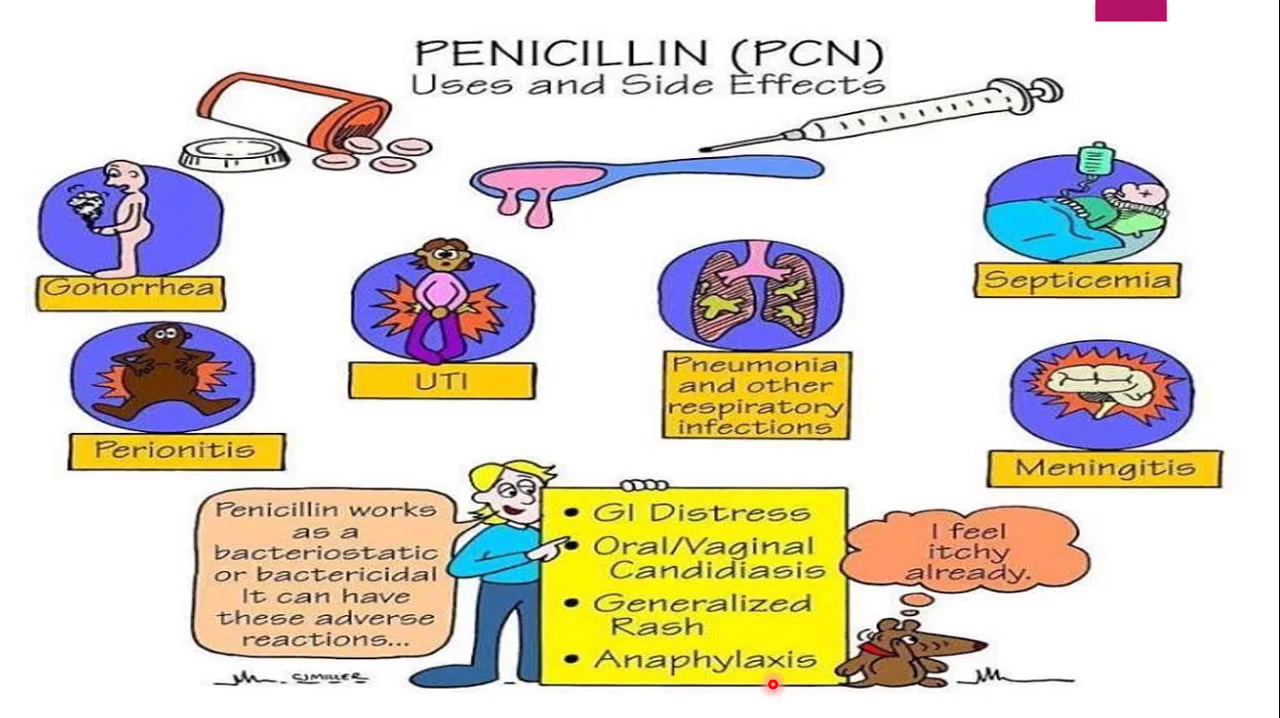 PENICILLIN (PCN)
Uses and Side Effects
Gonorrhea
Septicemia
UTI
Pneumonia
and other
respiratory
infections
Perionitis
Meningitis
Penicillin works
as a
bacteriostatic
or bactericidal
It can have
these adverse
reactions...
• GI Distress
• Oral/Vaginal
Candidiasis
• Generalized
Rash
• Anaphylaxis
I feel
itchy
already.
CJMILLER